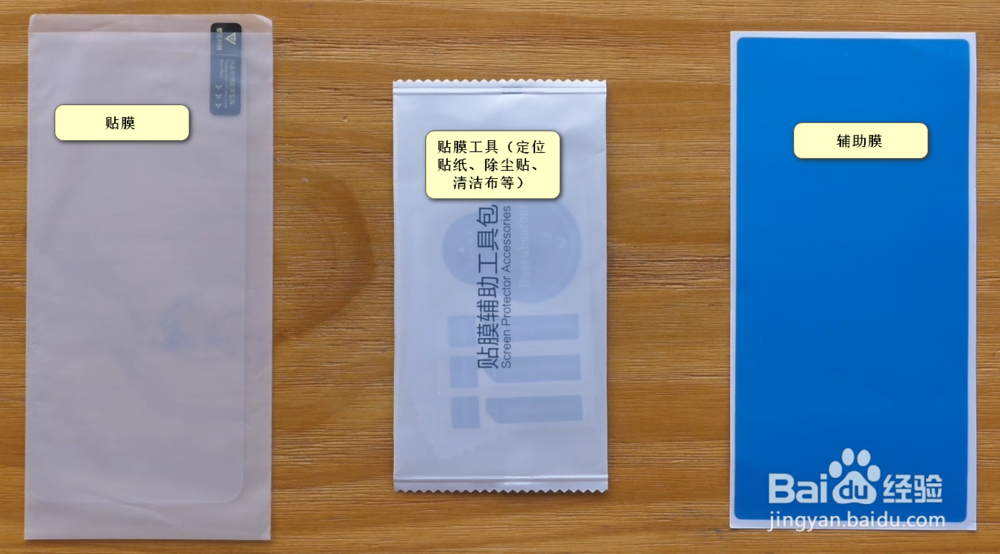 贴膜
贴膜工具（定位
贴纸、除尘贴、
清洁布等）
贴膜辅助工具包
Screen Protector Accessories
辅助膜
Baidu经验
jingyan.baidu.com